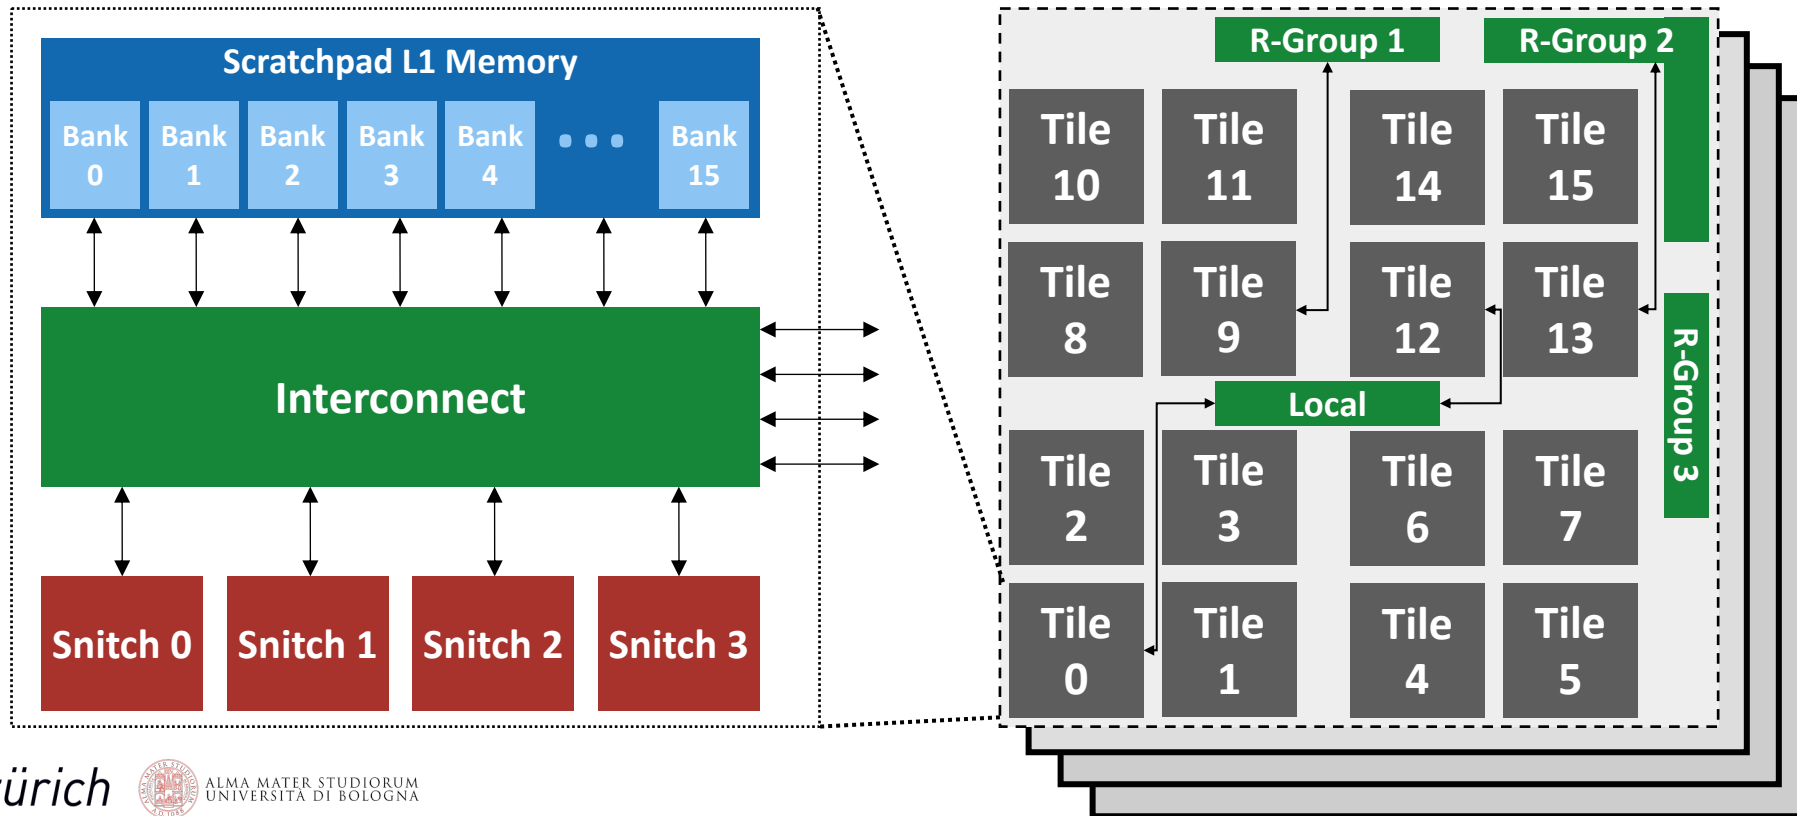 Scratchpad L1 Memory
Bank 0
Bank 1
Bank 2
Bank 3
Bank 4
...
Bank 15
Interconnect
Snitch 0
Snitch 1
Snitch 2
Snitch 3
R-Group 1
R-Group 2
Tile 10
Tile 11
Tile 14
Tile 15
Tile 8
Tile 9
Tile 12
Tile 13
R-Group 3
Local
Tile 2
Tile 3
Tile 6
Tile 7
Tile 0
Tile 1
Tile 4
Tile 5
ürich
ALMA MATER STUDIORUM
UNIVERSITÀ DI BOLOGNA